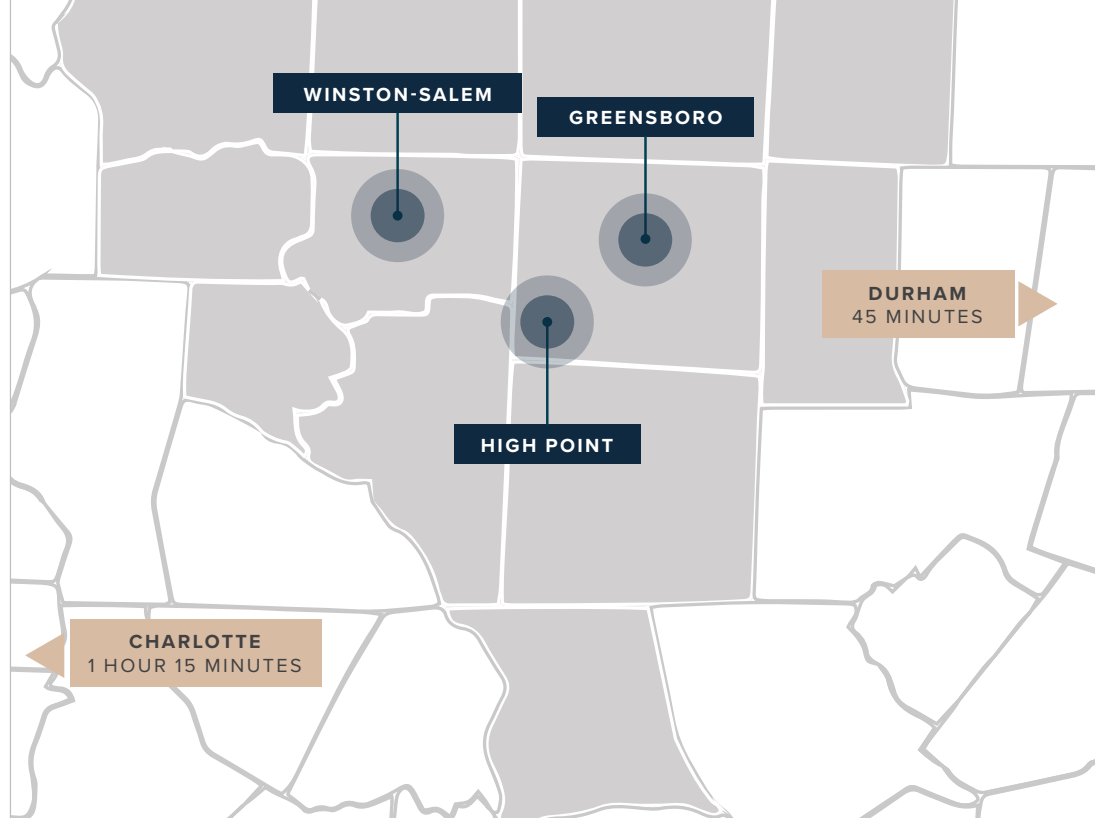 WINSTON-SALEM
GREENSBORO
DURHAM
45 MINUTES
HIGH POINT
CHARLOTTE
1 HOUR 15 MINUTES